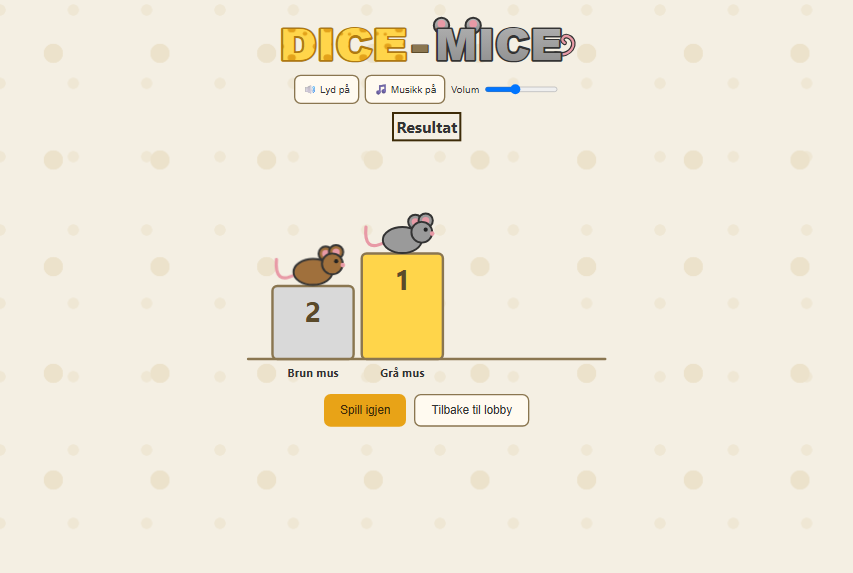 DICE-MICE
Lyd på Musikk på Volum
Resultat
1
2
Brun mus Grå mus
Spill igjen Tilbake til lobby